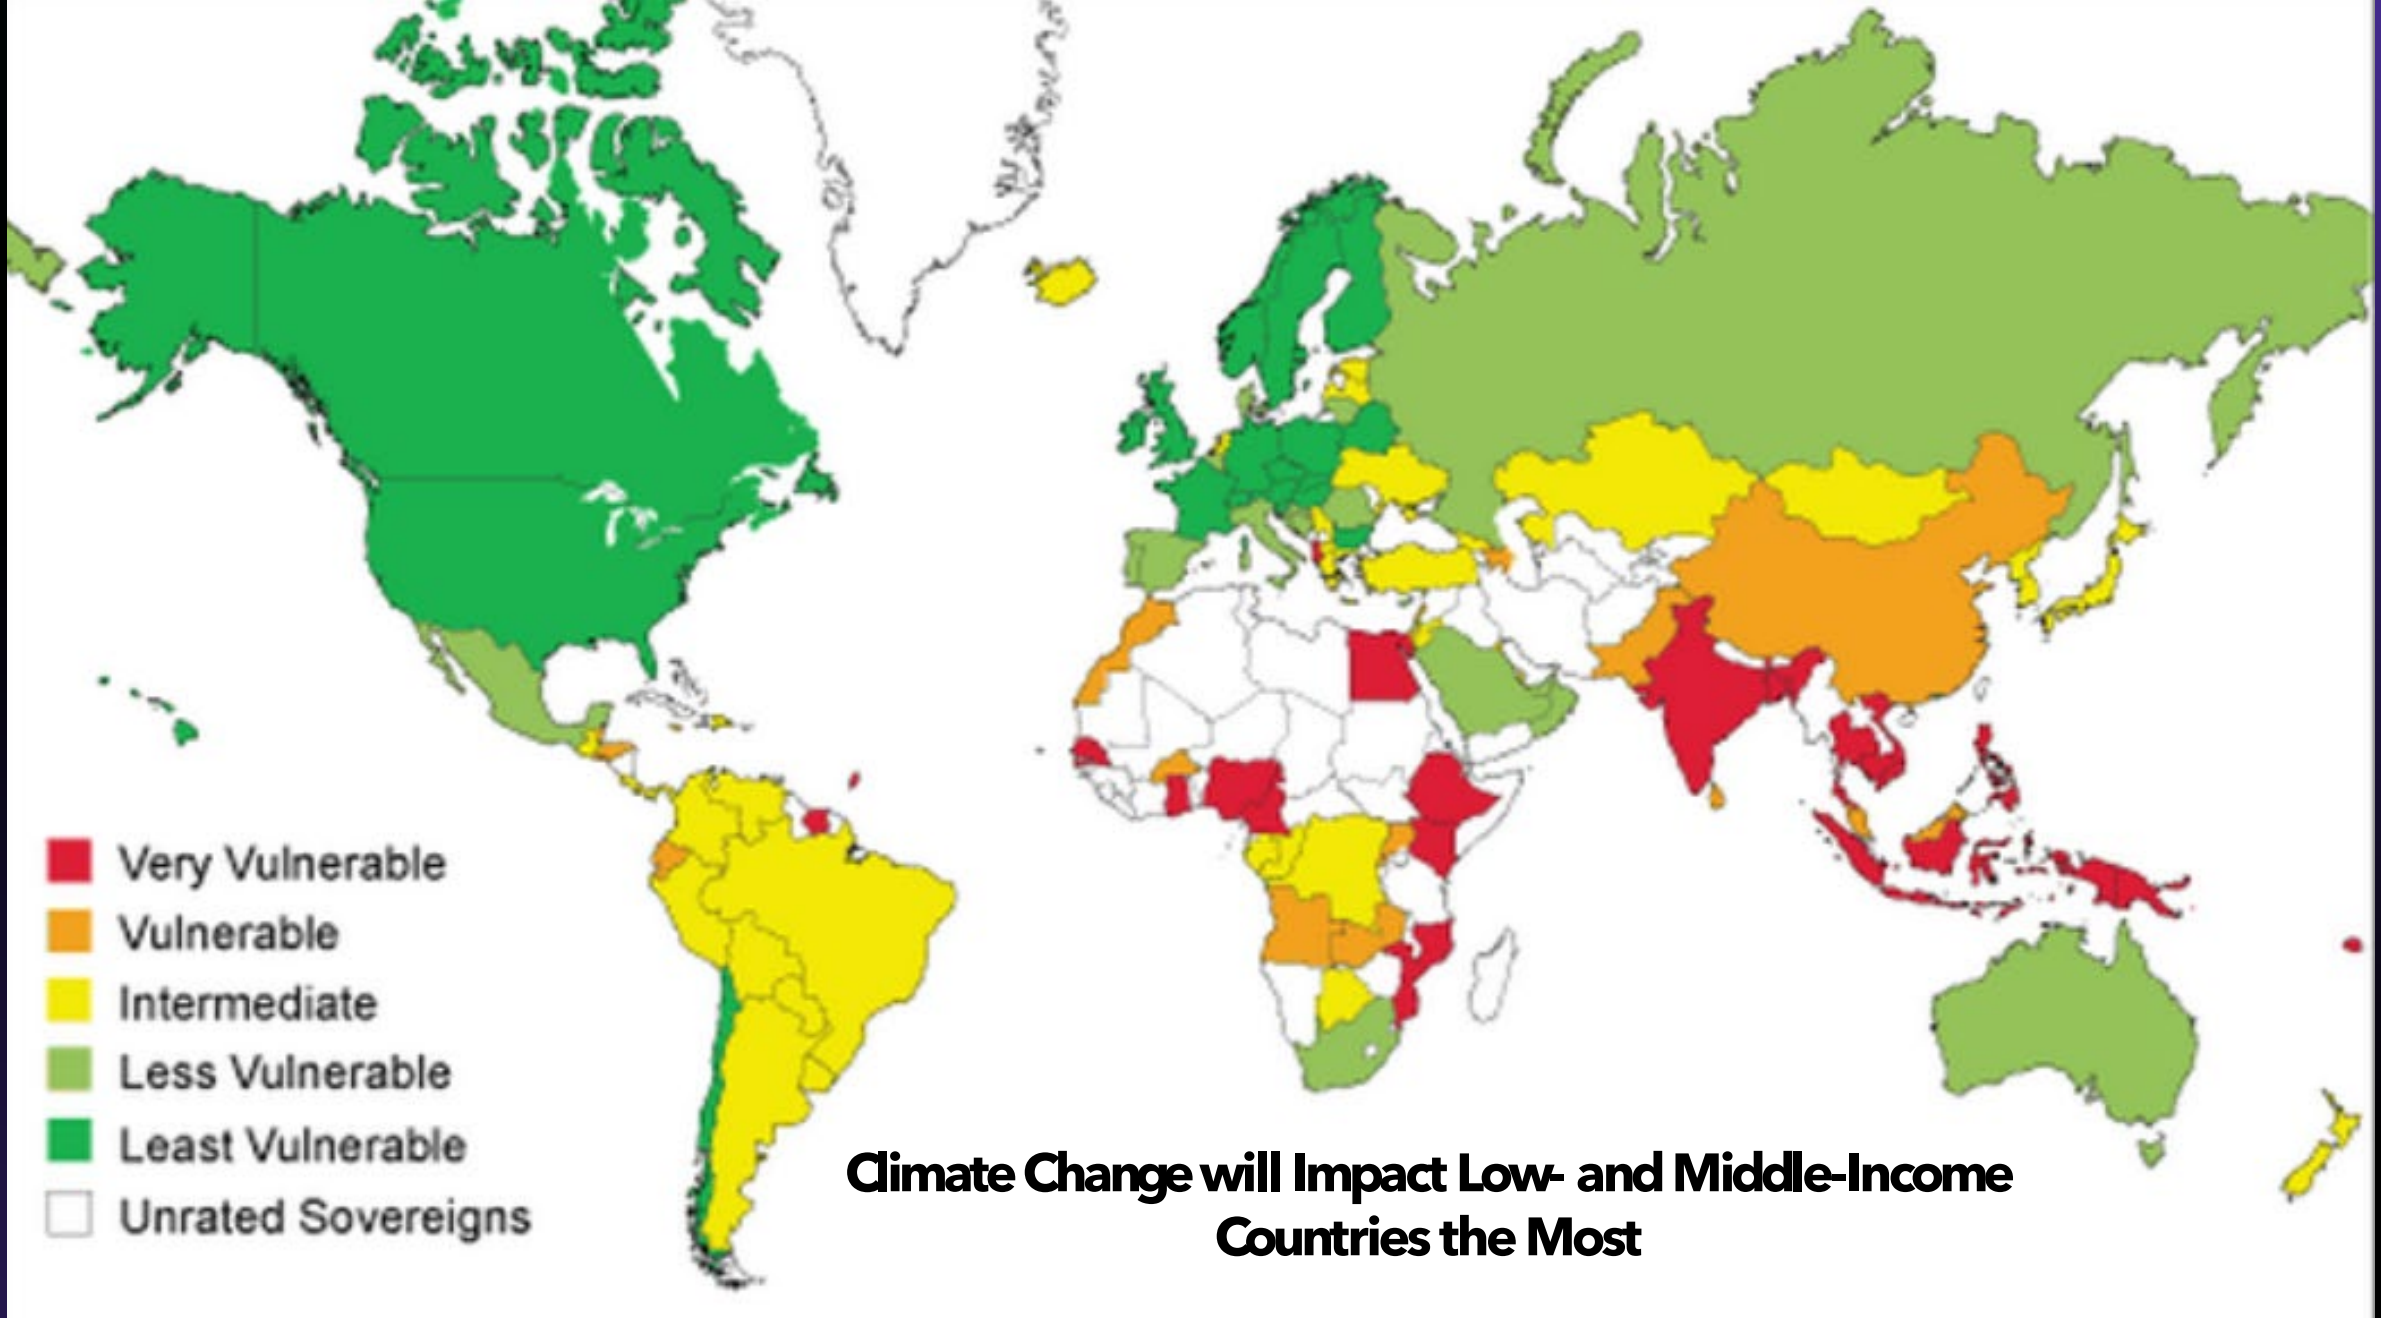 Very Vulnerable
Vulnerable
Intermediate
Less Vulnerable
Least Vulnerable
Unrated Sovereigns
Climate Change will Impact Low- and Middle-Income
Countries the Most